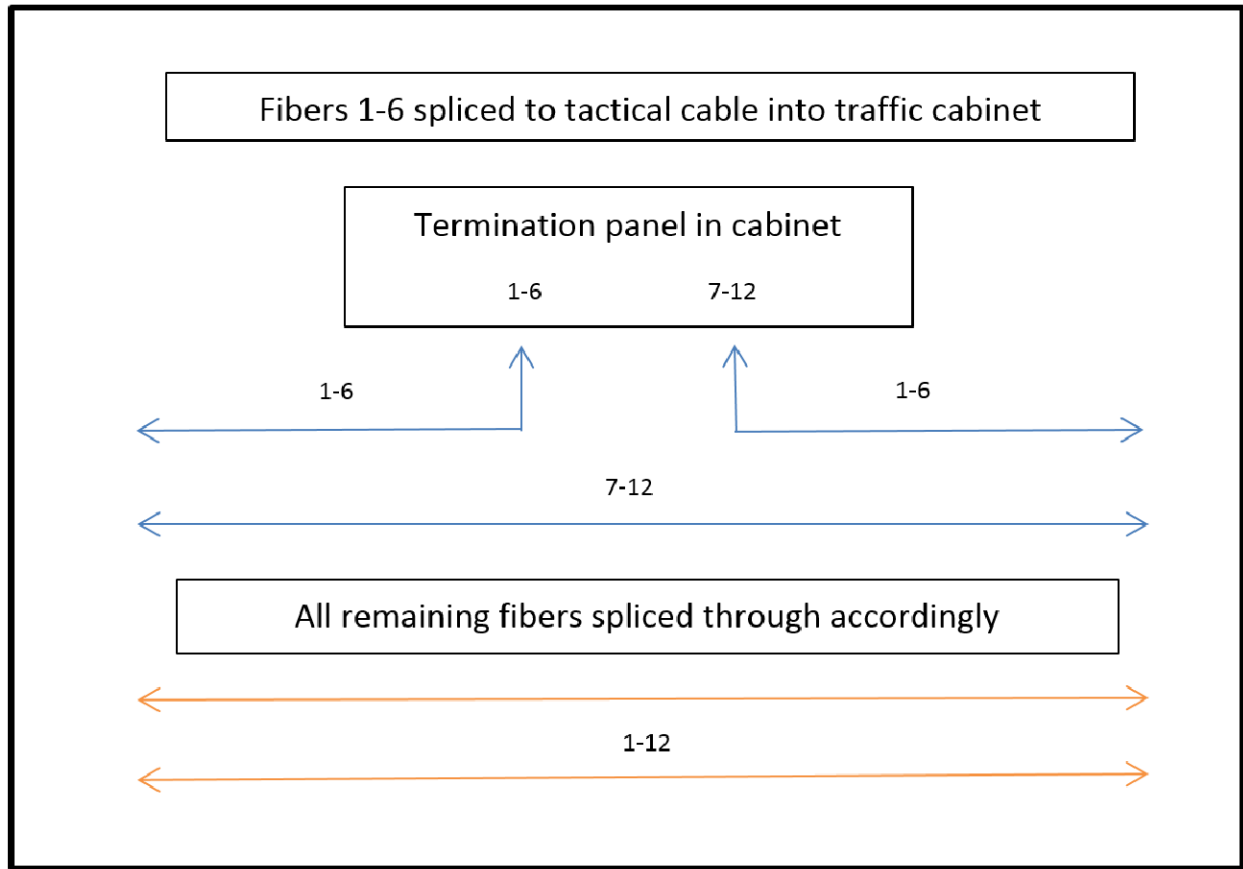 Fibers 1-6 spliced to tactical cable into traffic cabinet
Termination panel in cabinet
1-6 7-12
1-6 1-6
7-12
All remaining fibers spliced through accordingly
1-12